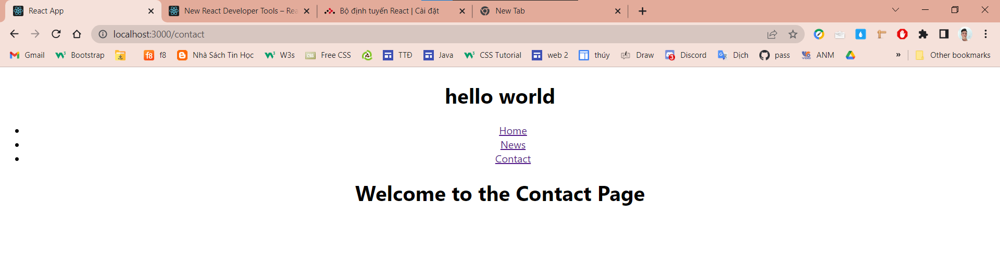 React App
New React Developer Tools – Rea
Bộ định tuyến React | Cài đặt
New Tab
localhost:3000/contact
Gmail
Bootstrap
f8 f8
Nhà Sách Tin Học
W3s
Free CSS
TTĐ
Java
CSS Tutorial
web 2
thúy
Draw
3 Discord
Dịch
pass
ANM
»
Other bookmarks
hello world
Home
News
Contact
Welcome to the Contact Page